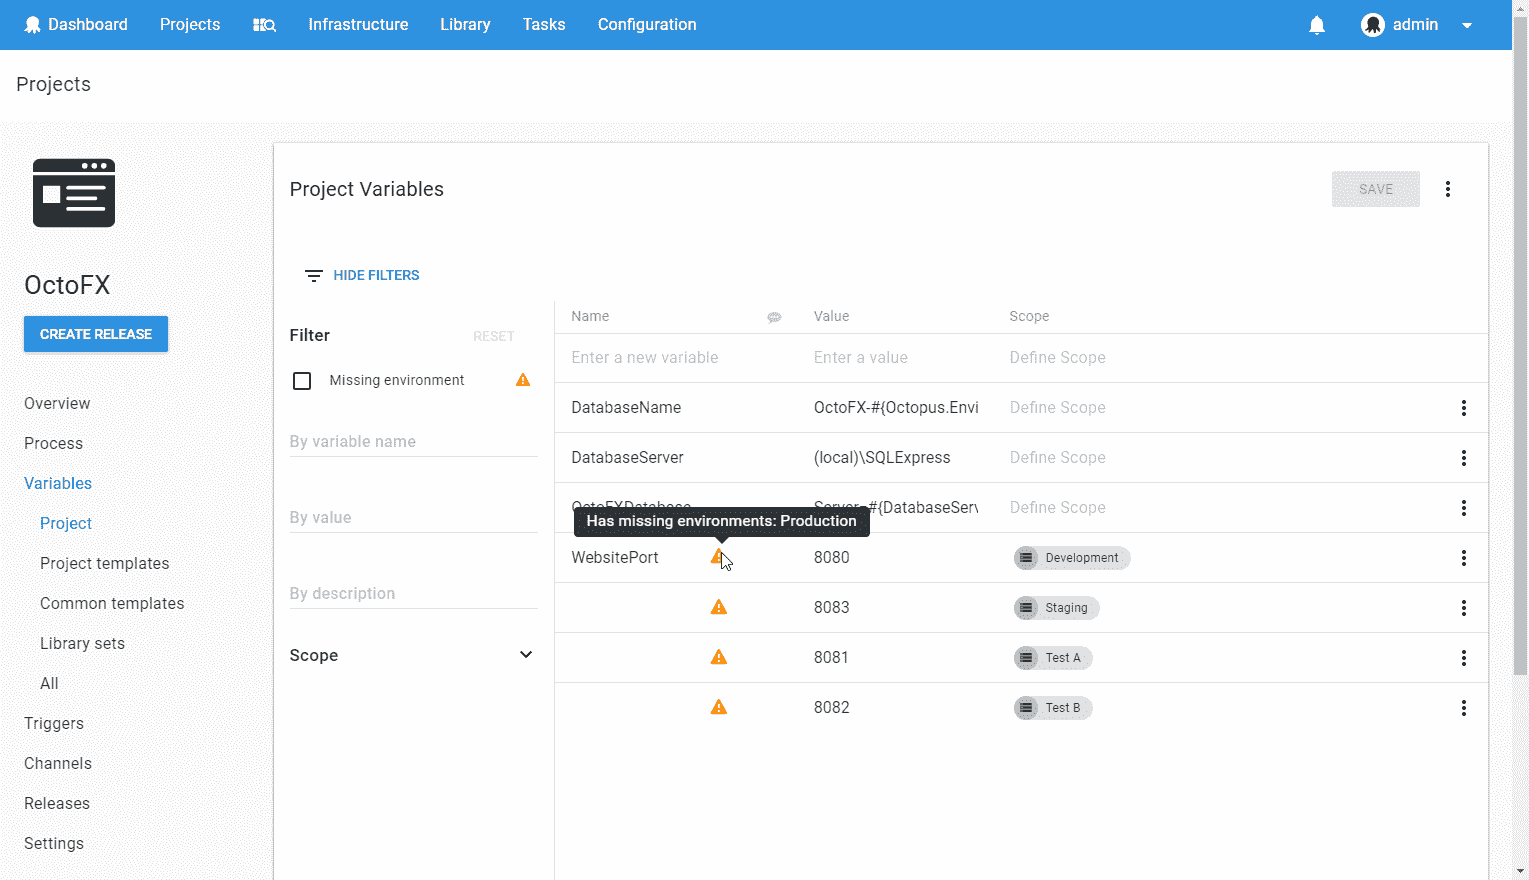 Dashboard Projects Infrastructure Library Tasks Configuration admin
Projects
Project Variables SAVE
OctoFX
CREATE RELEASE
Overview
Process
Variables
Project
Project templates
Common templates
Library sets
All
Triggers
Channels
Releases
Settings
HIDE FILTERS
Filter RESET
Missing environment
By variable name
By value
By description
Scope
Name Value Scope
Enter a new variable Enter a value Define Scope
DatabaseName OctoFX-#{Octopus.Envi Define Scope
DatabaseServer (local)\SQLExpress Define Scope
OctoFXDatabase Server=#{DatabaseServ Define Scope
Has missing environments: Production
WebsitePort 8080 Development
8083 Staging
8081 Test A
8082 Test B